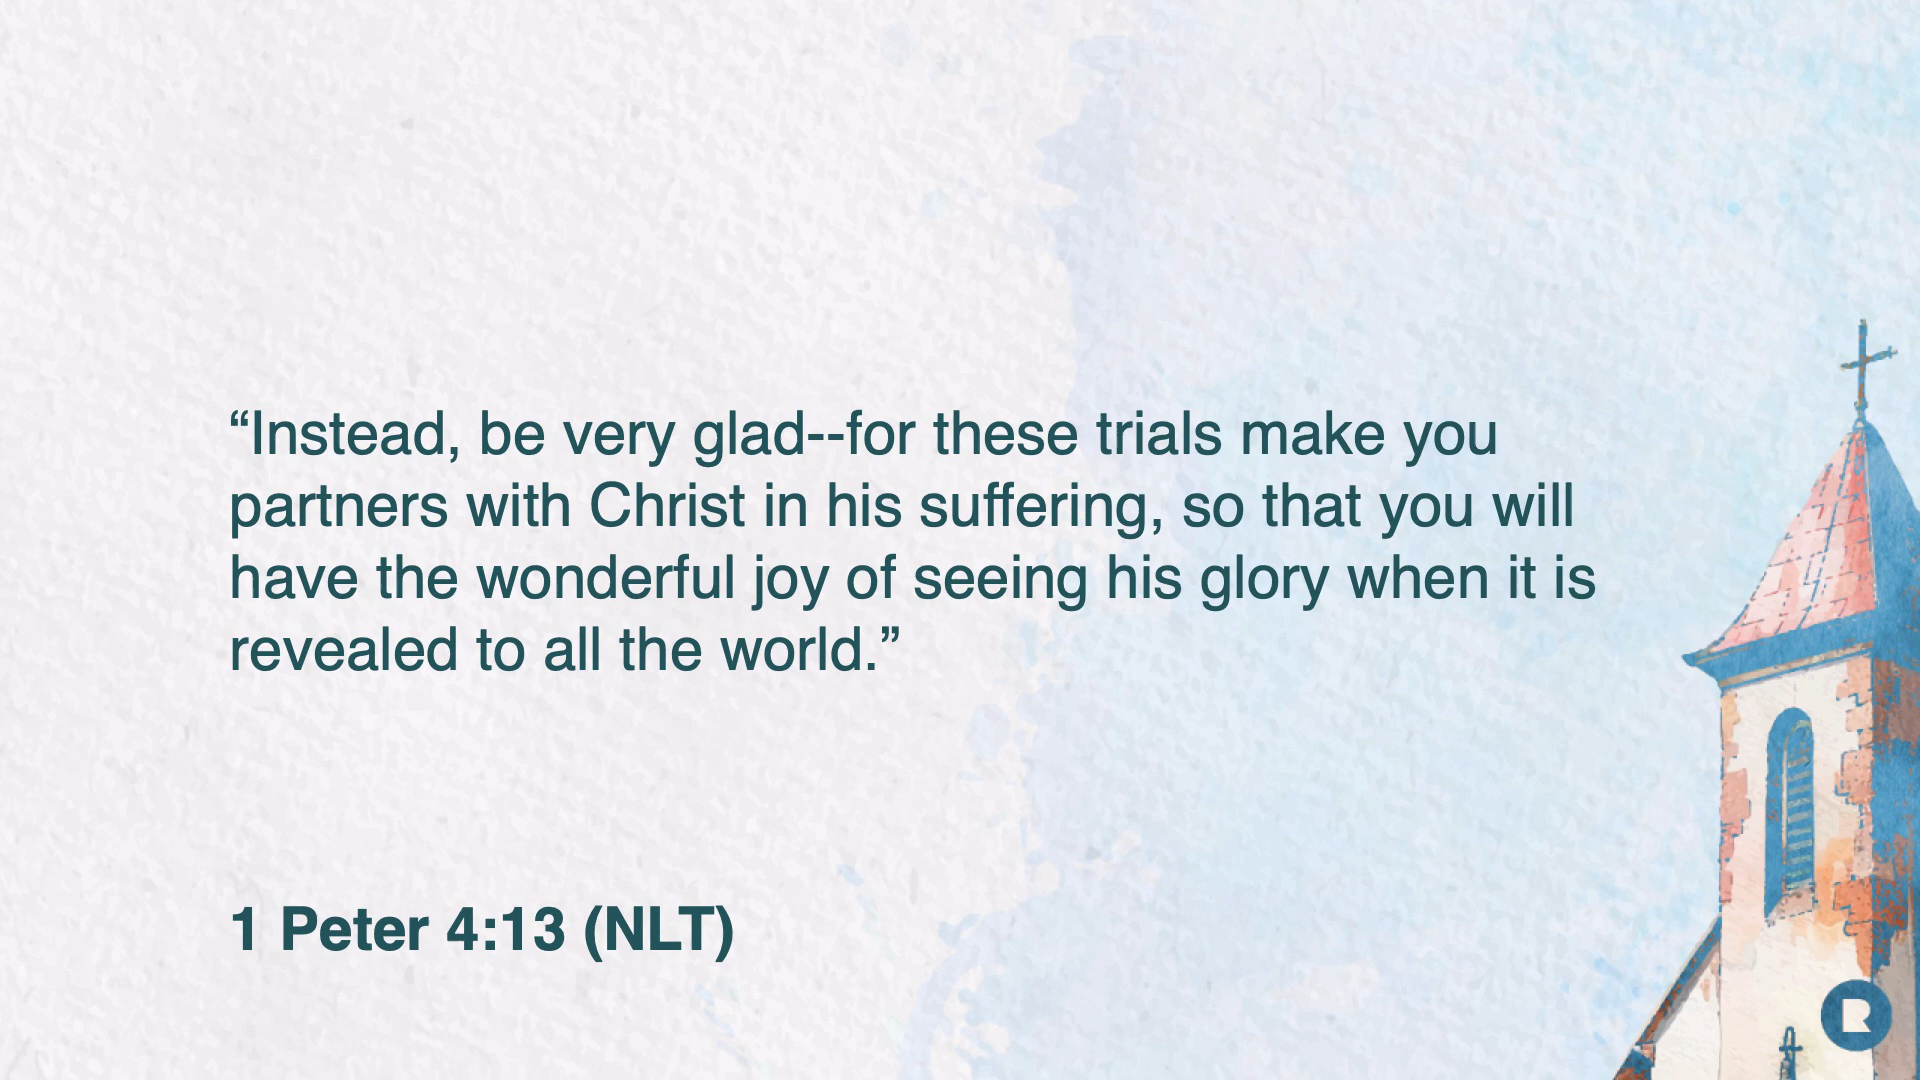 “Instead, be very glad--for these trials make you
partners with Christ in his suffering, so that you will
have the wonderful joy of seeing his glory when it is
revealed to all the world.”
1 Peter 4:13 (NLT)
R